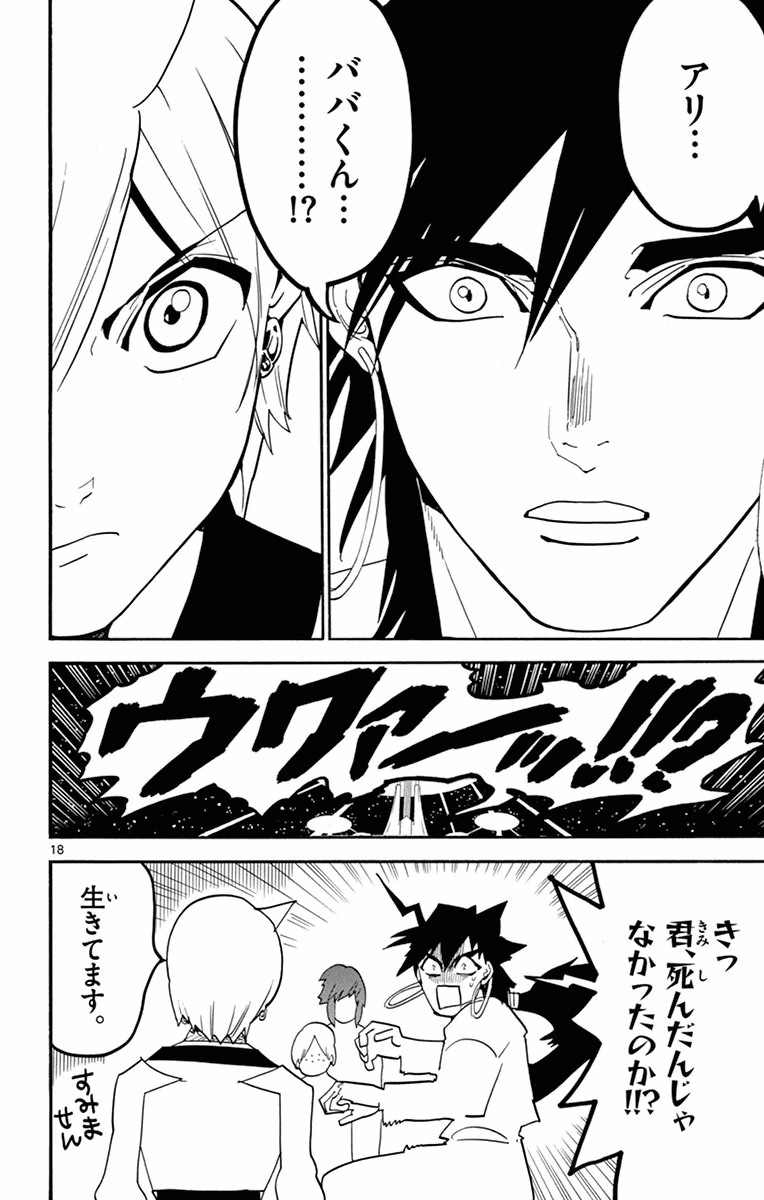 アリ…
ババくん…
…………!?
ウワァーッ!!?
きっ
君、死んだんじゃ
なかったのか!!?
生きてます。
すみま
せん
18